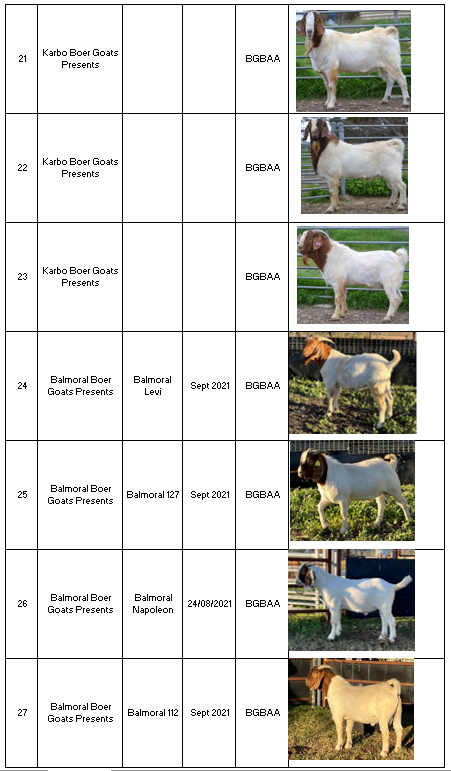 21
Karbo Boer Goats
Presents
BGBAA
22
Karbo Boer Goats
Presents
BGBAA
23
Karbo Boer Goats
Presents
BGBAA
24
Balmoral Boer
Goats Presents
Balmoral
Levi
Sept 2021
BGBAA
25
Balmoral Boer
Goats Presents
Balmoral 127
Sept 2021
BGBAA
26
Balmoral Boer
Goats Presents
Balmoral
Napoleon
24/08/2021
BGBAA
27
Balmoral Boer
Goats Presents
Balmoral 112
Sept 2021
BGBAA